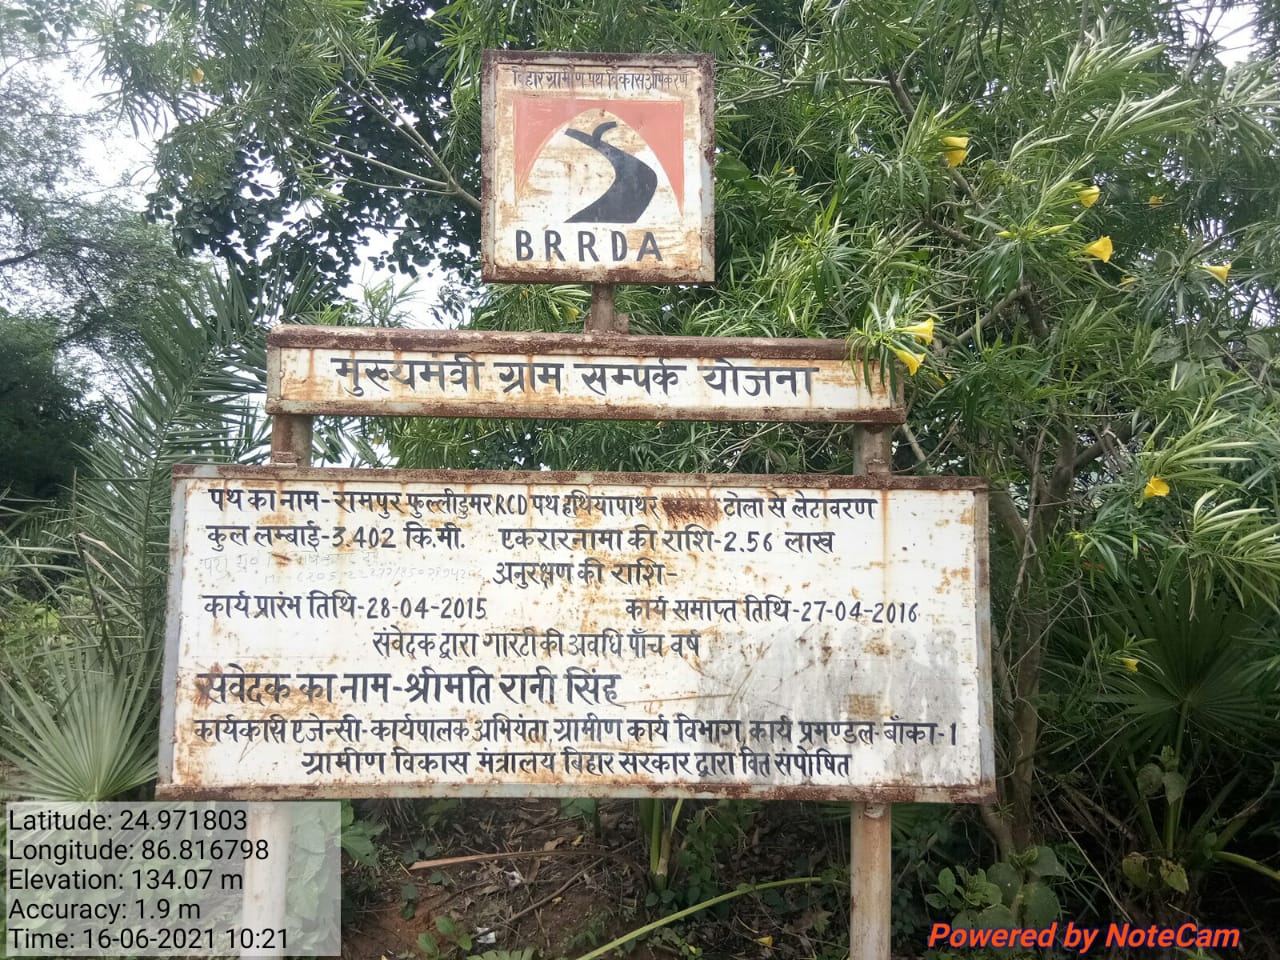 बिहार ग्रामीण पथ विकास अभिकरण
BRRDA
मुख्यमंत्री ग्राम सम्पर्क योजना
पथ का नाम-रामपुर फुल्लीडुमर RCD पथ हथियापाथर टोला से लेटावरण
कुल लम्बाई-3.402 कि.मी. एकरारनामा की राशि-2.56 लाख
अनुरक्षण की राशि-
कार्य प्रारंभ तिथि-28-04-2015 कार्य समाप्त तिथि-27-04-2016
संवेदक द्वारा गारंटी की अवधि पाँच वर्ष
संवेदक का नाम-श्रीमति रानी सिंह
कार्यकारी एजेन्सी-कार्यपालक अभियंता ग्रामीण कार्य विभाग, कार्य प्रमण्डल-बाँका-1
ग्रामीण विकास मंत्रालय बिहार सरकार द्वारा वित संपोषित
Latitude: 24.971803
Longitude: 86.816798
Elevation: 134.07 m
Accuracy: 1.9 m
Time: 16-06-2021 10:21
Powered by NoteCam